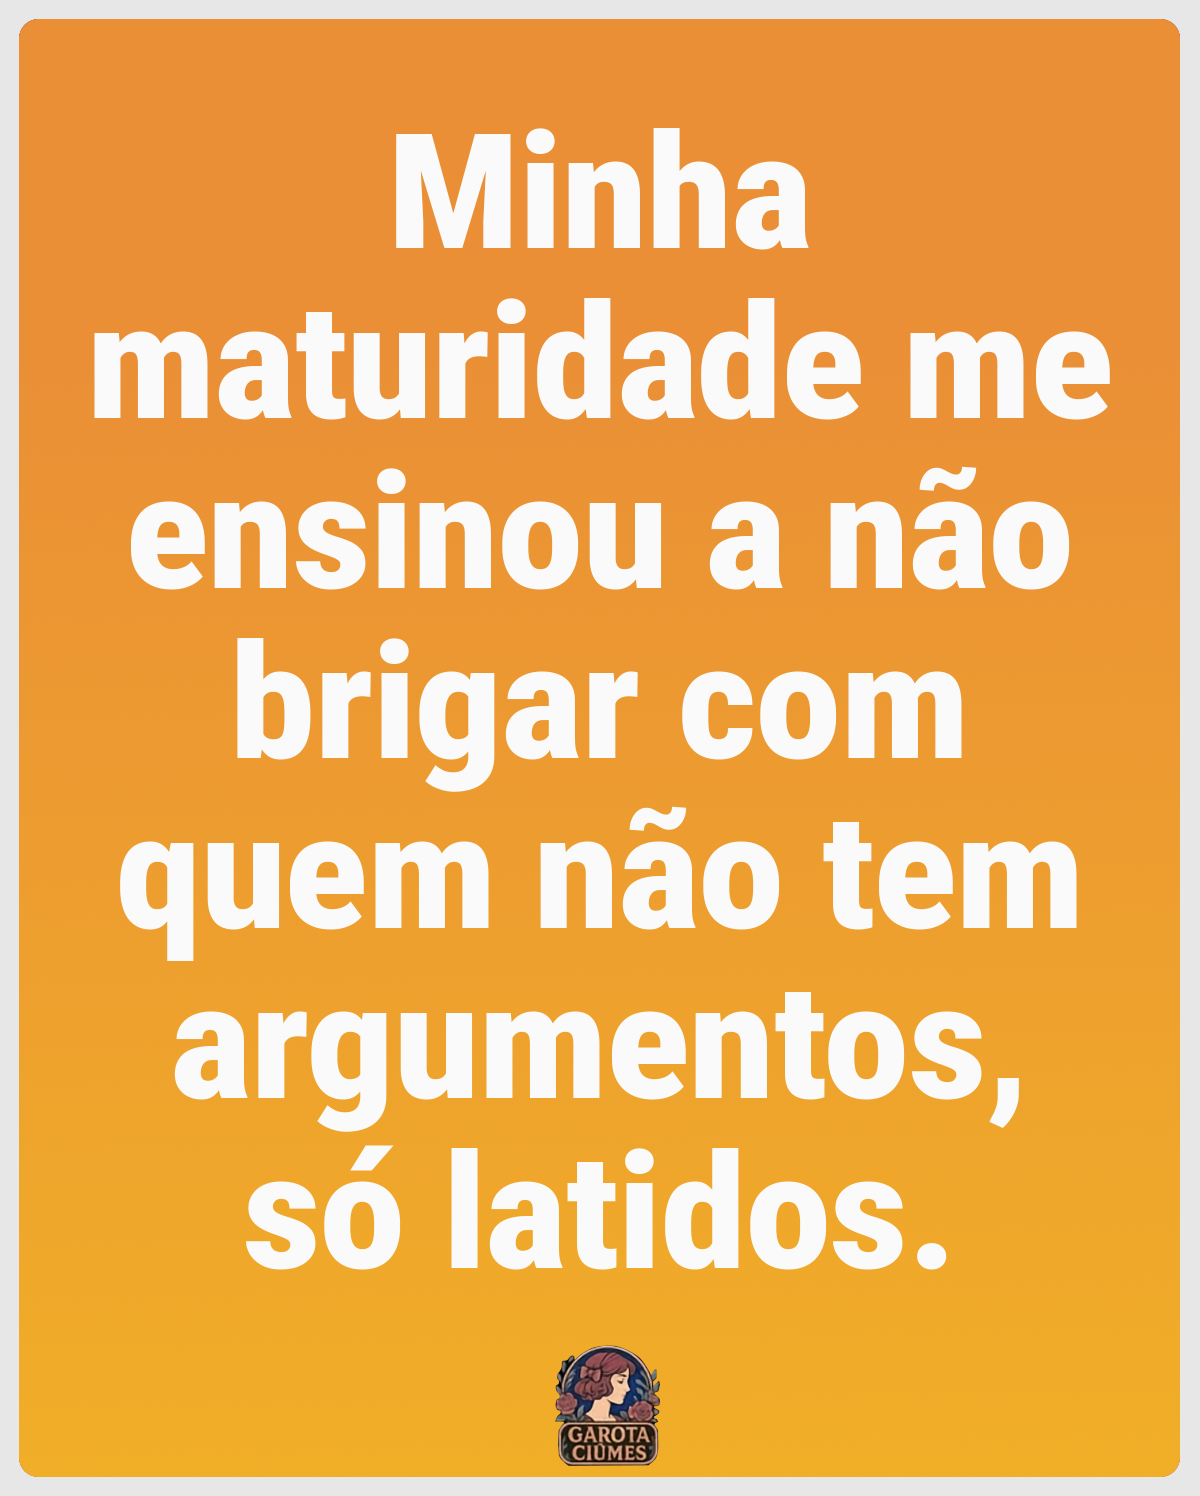 Minha
maturidade me
ensinou a não
brigar com
quem não tem
argumentos,
só latidos.
GAROTA
CIÚMES